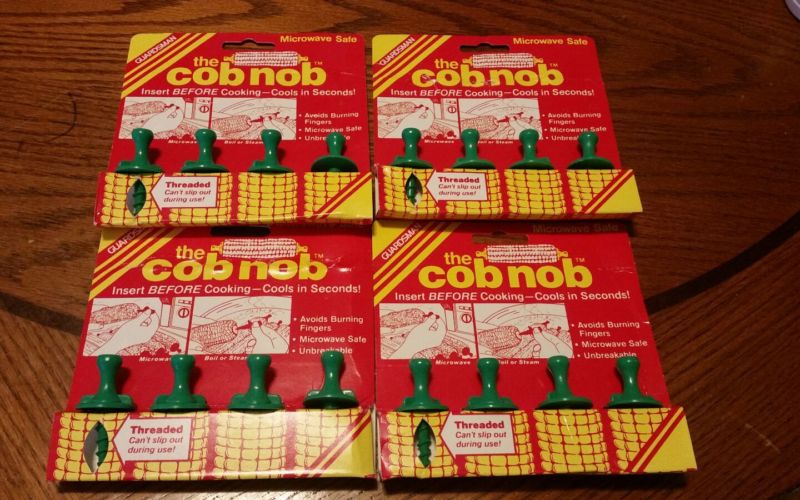 GUARDSMAN
Microwave Safe
the
cob nob™
Insert BEFORE Cooking—Cools in Seconds!
• Avoids Burning
Fingers
• Microwave Safe
Boil or Steam
Threaded
Can't slip out
during use!
GUARDSMAN
Microwave Safe
the
cob nob™
Insert BEFORE Cooking—Cools in Seconds!
• Avoids Burning
Fingers
• Microwave Safe
Microwave
Boil or Steam
Threaded
Can't slip out
during use!
GUARDSMAN
the
cob nob™
Insert BEFORE Cooking—Cools in Seconds!
• Avoids Burning
Fingers
• Microwave Safe
• Unbreakable
Microwave
Boil or Steam
Threaded
Can't slip out
during use!
GUARDSMAN
Microwave Safe
the
cob nob™
Insert BEFORE Cooking—Cools in Seconds!
• Avoids Burning
Fingers
• Microwave Safe
• Unbreakable
Microwave
Boil or Steam
Threaded
Can't slip out
during use!